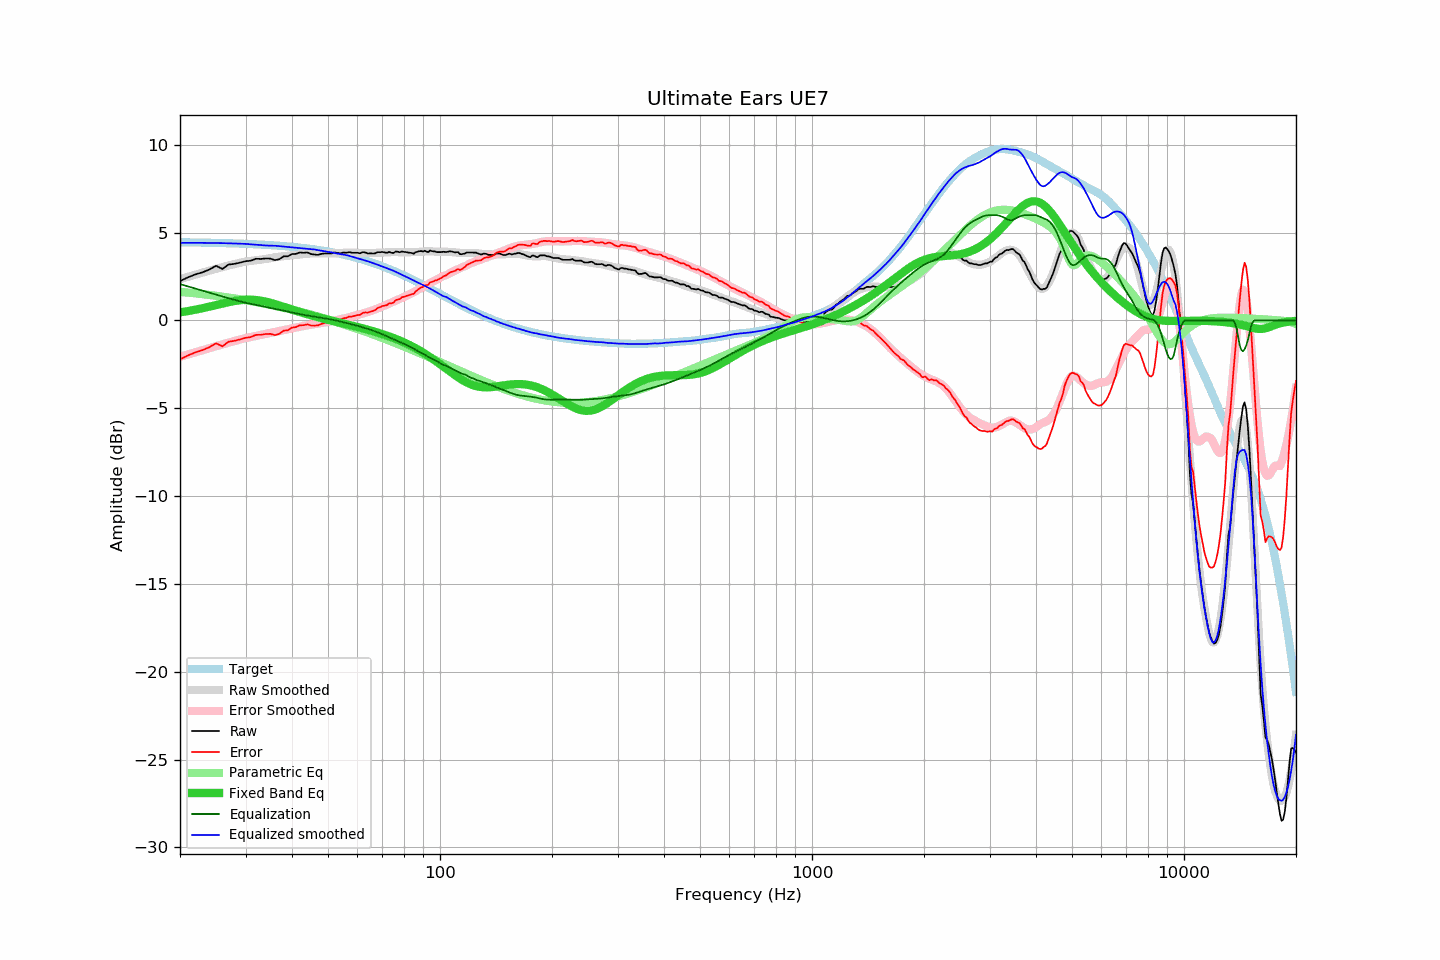 Ultimate Ears UE7
10
5
0
−5
−10
−15
−20
−25
−30
Amplitude (dBr)
Target
Raw Smoothed
Error Smoothed
Raw
Error
Parametric Eq
Fixed Band Eq
Equalization
Equalized smoothed
100
1000
10000
Frequency (Hz)